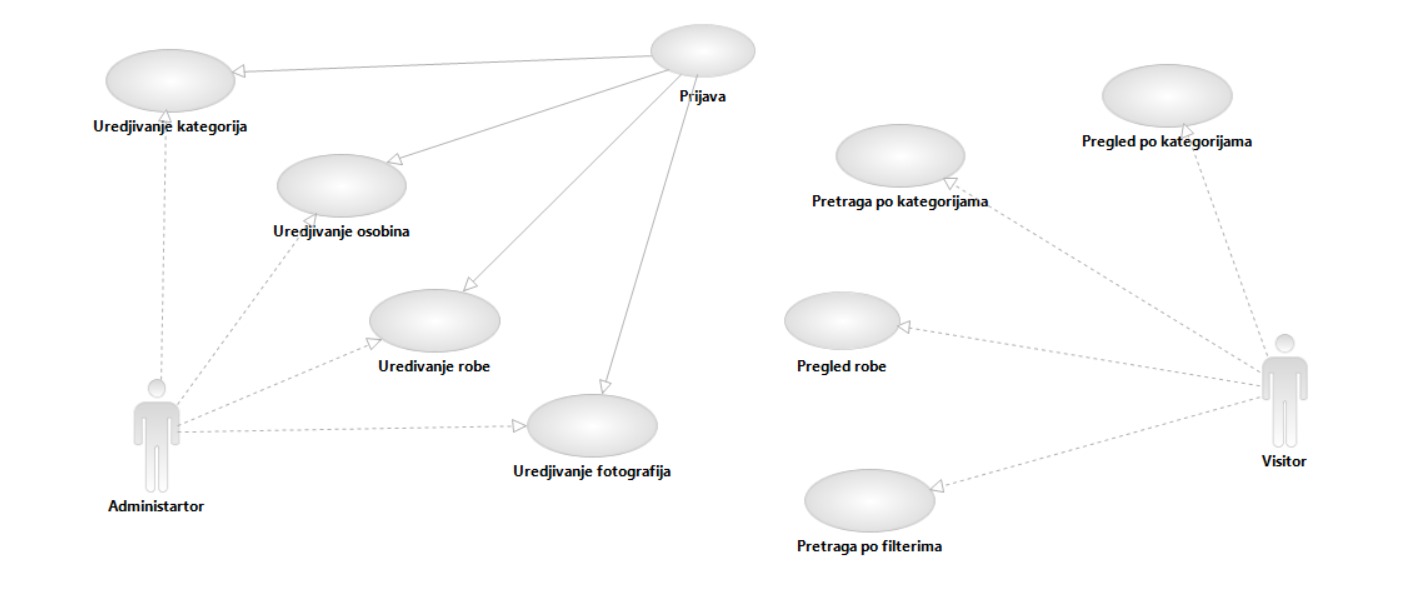 Prijava
Uredjivanje kategorija
Pregled po kategorijama
Pretraga po kategorijama
Uredjivanje osobina
Uredivanje robe
Pregled robe
Uredjivanje fotografija
Visitor
Administartor
Pretraga po filterima